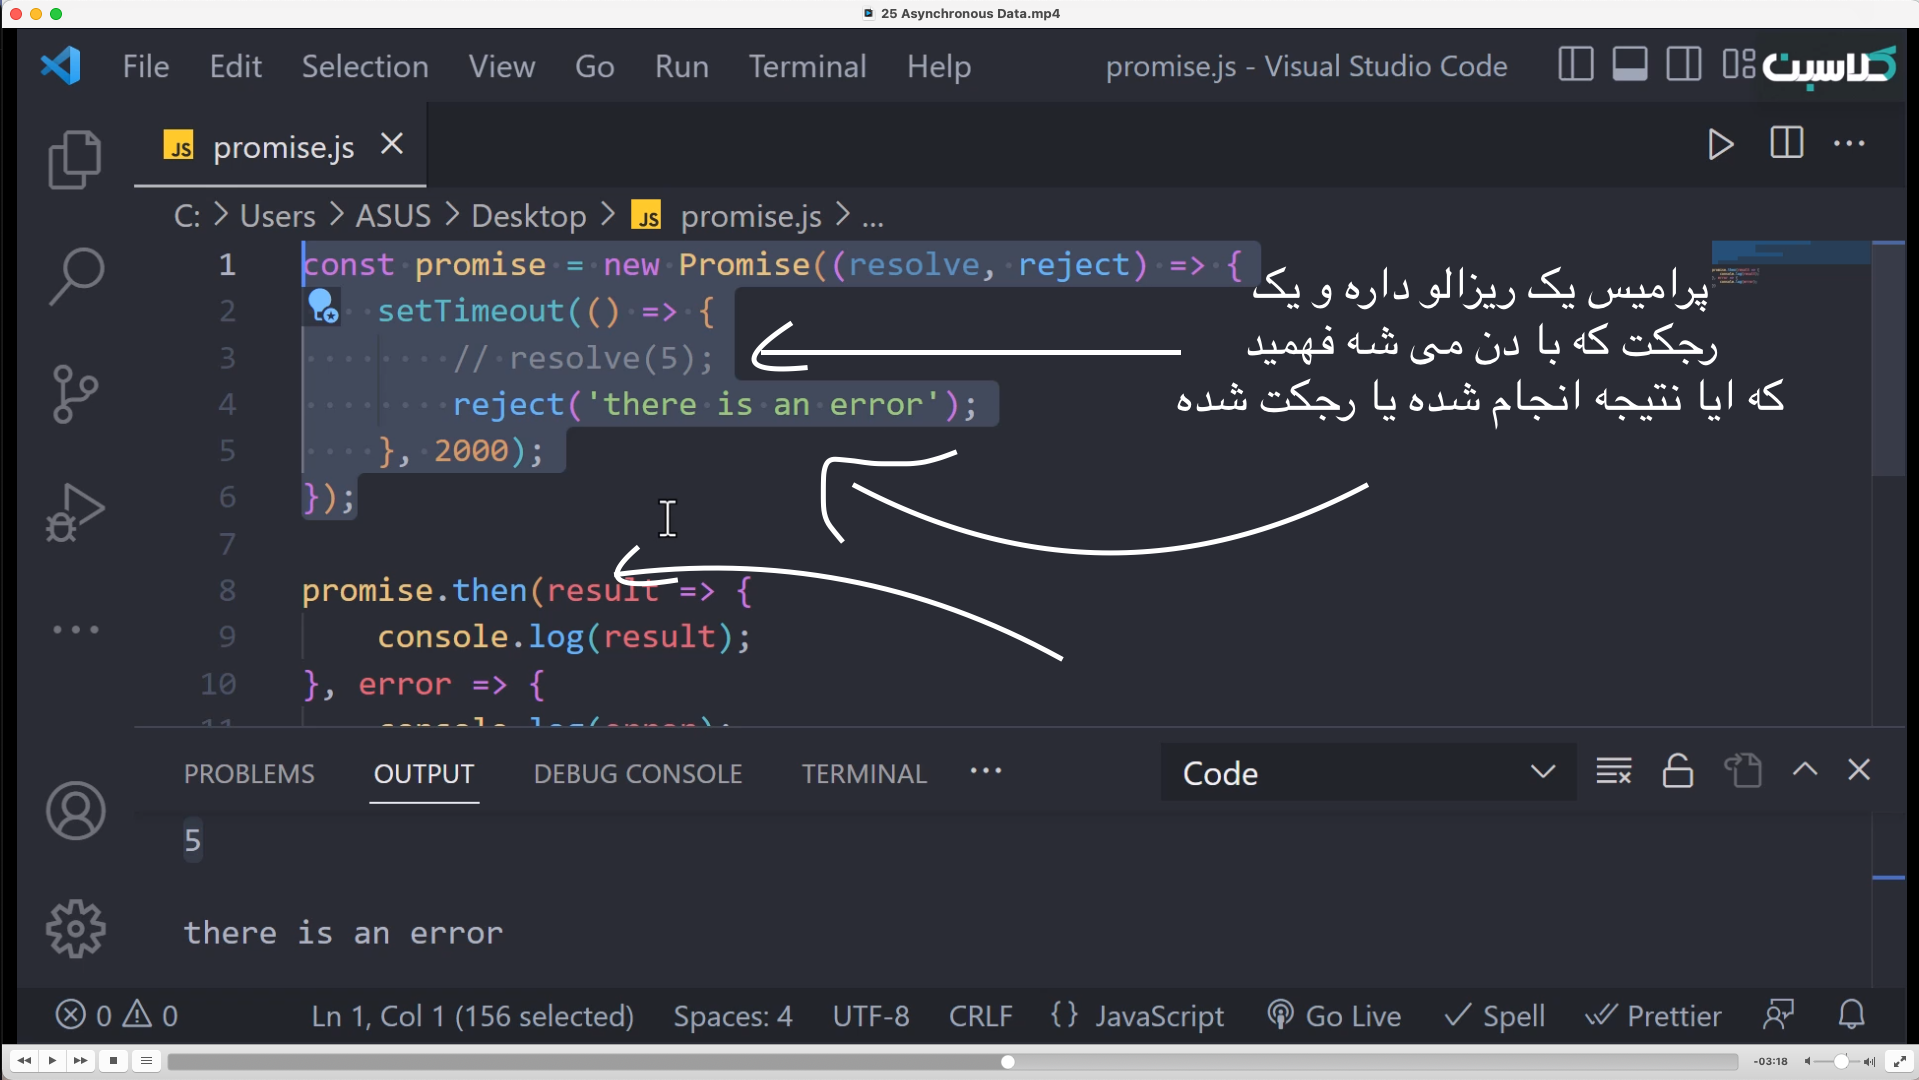 25 Asynchronous Data.mp4
File Edit Selection View Go Run Terminal Help promise.js - Visual Studio Code
کلاسبت
JS promise.js
C: > Users > ASUS > Desktop > JS promise.js > ...
1 const promise = new Promise((resolve, reject) => {
2 setTimeout(() => {
3 // resolve(5);
4 reject('there is an error');
5 }, 2000);
6 });
7
8 promise.then(result => {
9 console.log(result);
10 }, error => {
11 console.log(error);
پرامیس یک ریزالو داره و یک
رجکت که با دن می شه فهمید
که ایا نتیجه انجام شده یا رجکت شده
PROBLEMS OUTPUT DEBUG CONSOLE TERMINAL ... Code
5
there is an error
0 0 Ln 1, Col 1 (156 selected) Spaces: 4 UTF-8 CRLF {} JavaScript Go Live Spell Prettier
-03:18